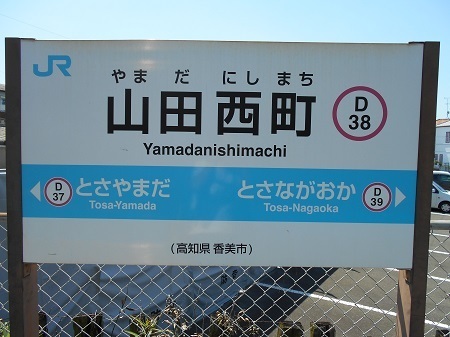 JR
やまだ にしまち
山田西町
D
38
Yamadanishimachi
D
37
とさやまだ
Tosa-Yamada
とさながおか
Tosa-Nagaoka
D
39
(高知県 香美市)